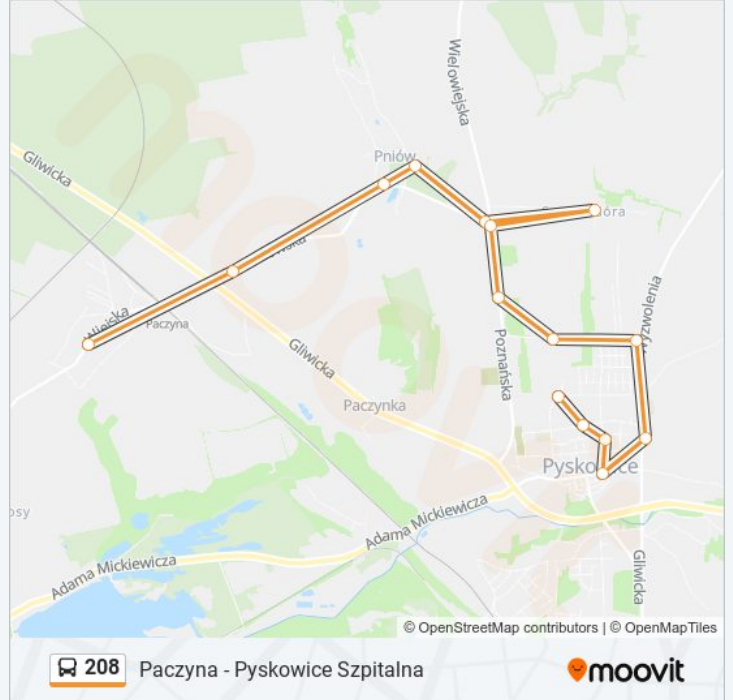 Wielowiejska
Gliwicka
Pniów
Wyzwolenia
Wiejska
Paczyna
Gliwicka
Poznańska
Paczynka
Pyskowice
Adama Mickiewicza
Adama Mickiewicza
Gliwicka
© OpenStreetMap contributors | © OpenMapTiles
208 Paczyna - Pyskowice Szpitalna
moovit